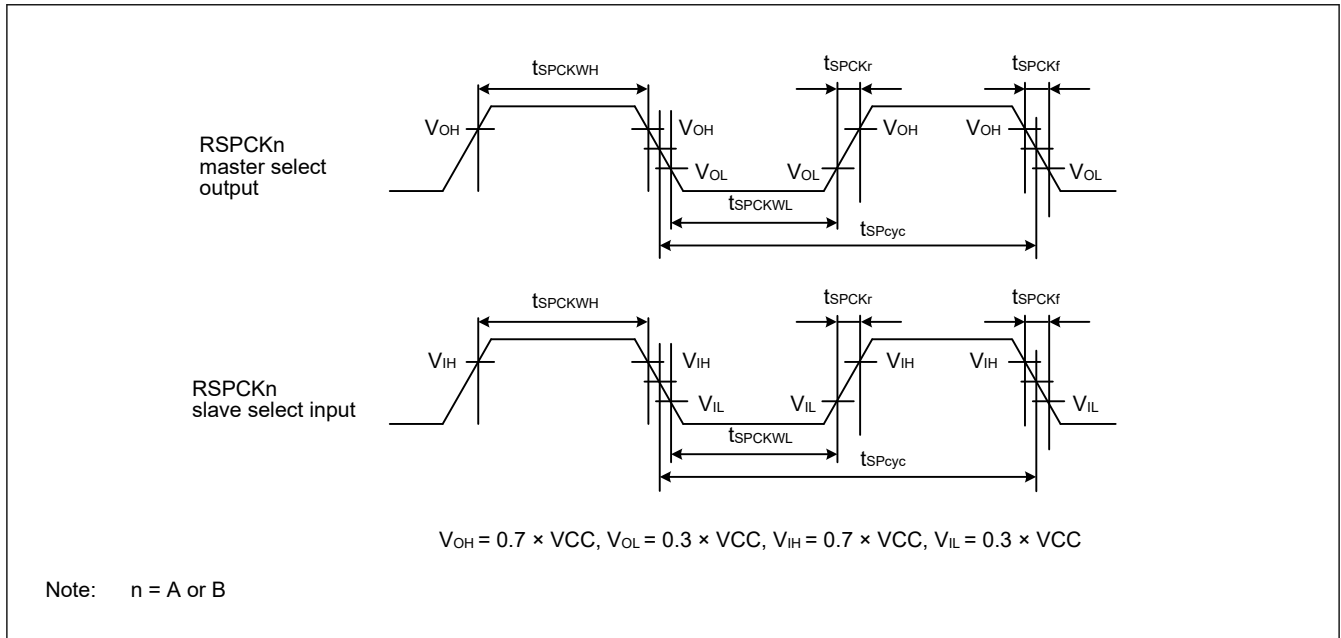 tSPCKWH
tSPCKr
tSPCKf
VOH
VOH
VOH
VOH
RSPCKn
master select
output
VOL
VOL
VOL
tSPCKWL
tSPcyc
tSPCKWH
tSPCKr
tSPCKf
VIH
VIH
VIH
VIH
RSPCKn
slave select input
VIL
VIL
VIL
tSPCKWL
tSPcyc
VOH = 0.7 × VCC, VOL = 0.3 × VCC, VIH = 0.7 × VCC, VIL = 0.3 × VCC
Note: n = A or B